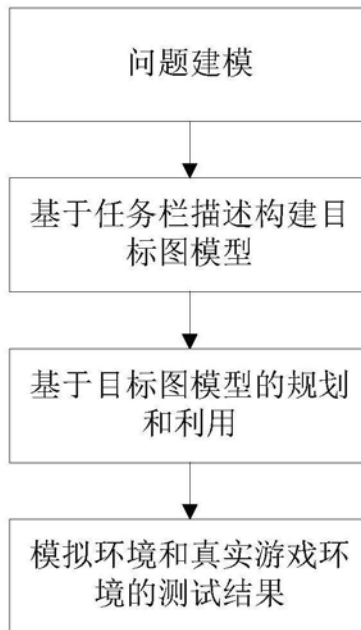 问题建模
基于任务栏描述构建目
标图模型
基于目标图模型的规划
和利用
模拟环境和真实游戏环
境的测试结果